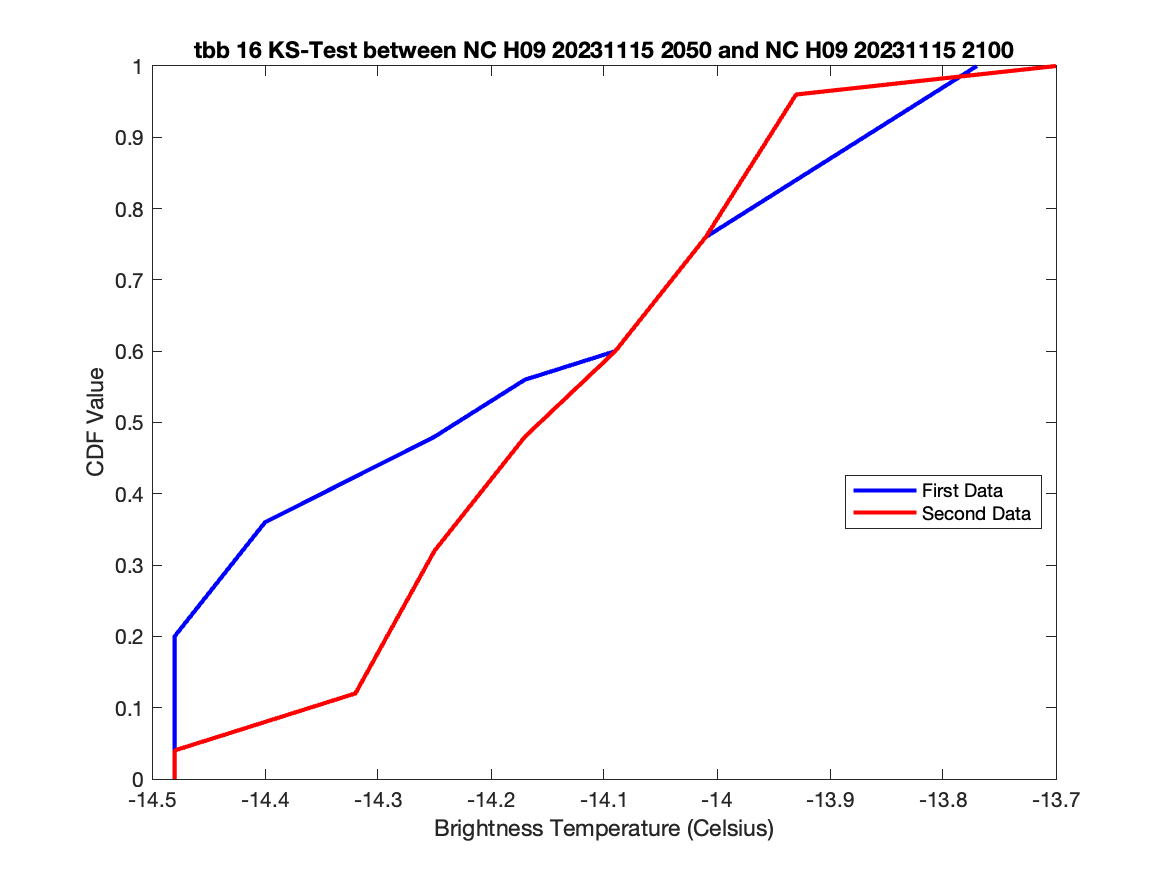 tbb 16 KS-Test between NC H09 20231115 2050 and NC H09 20231115 2100
1
0.9
0.8
0.7
0.6
0.5
0.4
0.3
0.2
0.1
0
CDF Value
First Data
Second Data
-14.5 -14.4 -14.3 -14.2 -14.1 -14 -13.9 -13.8 -13.7
Brightness Temperature (Celsius)